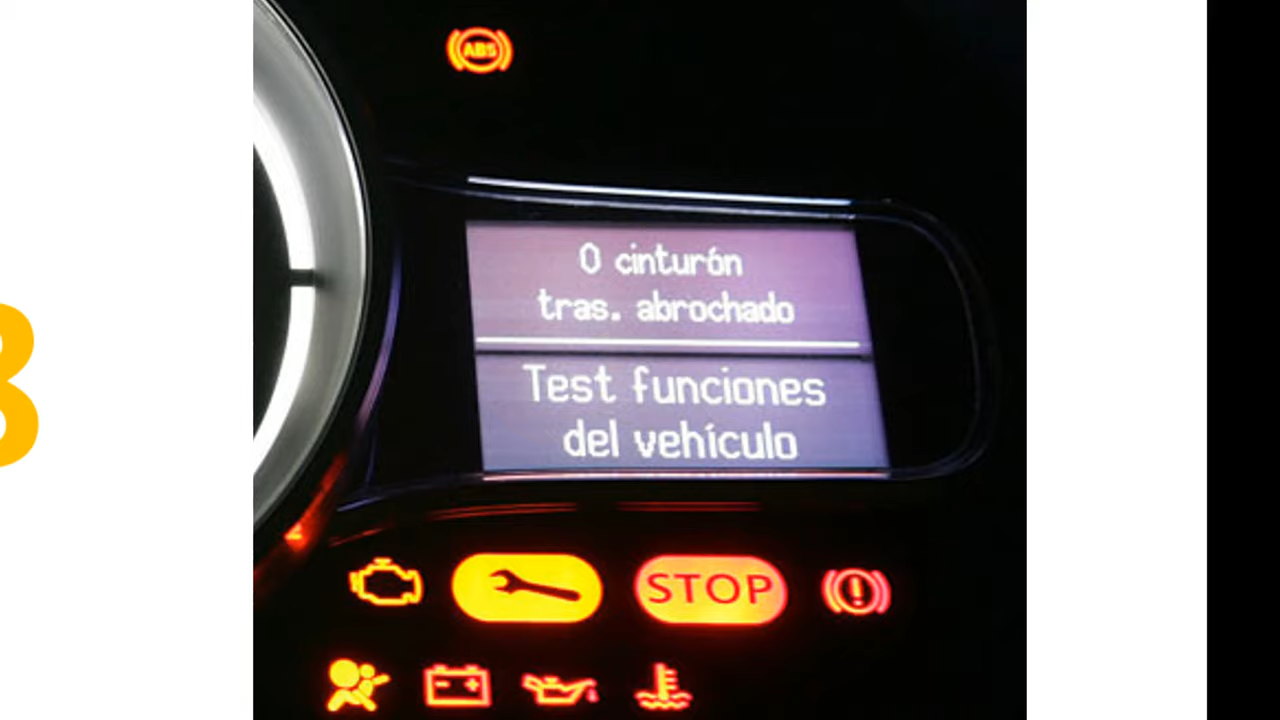 ABS
0 cinturón
tras. abrochado
Test funciones
del vehículo
STOP